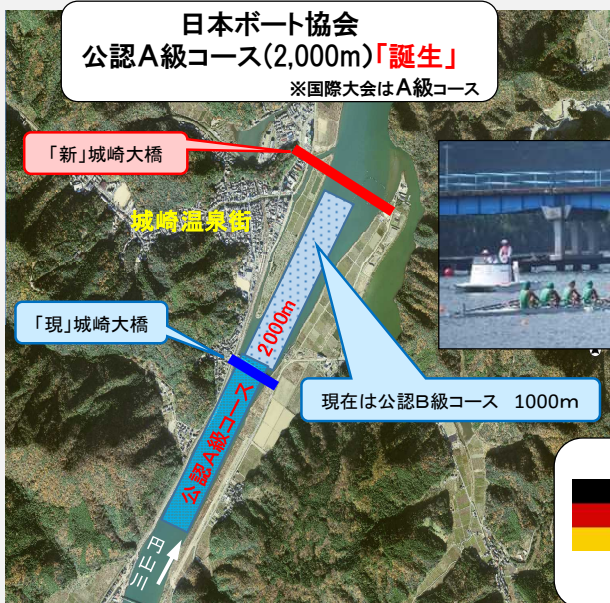 日本ボート協会
公認A級コース(2,000m)「誕生」
※国際大会はA級コース
「新」城崎大橋
城崎温泉街
「現」城崎大橋
2000m
現在は公認B級コース 1000m
公認A級コース
円山川